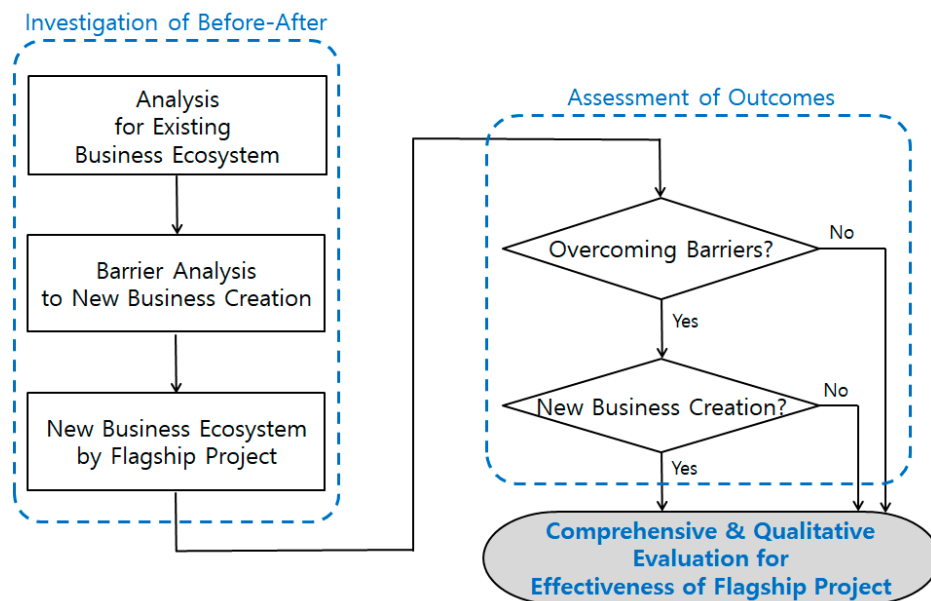 Investigation of Before-After
Analysis
for Existing
Business Ecosystem
Barrier Analysis
to New Business Creation
New Business Ecosystem
by Flagship Project
Assessment of Outcomes
Overcoming Barriers?
No
Yes
New Business Creation?
No
Yes
Comprehensive & Qualitative
Evaluation for
Effectiveness of Flagship Project